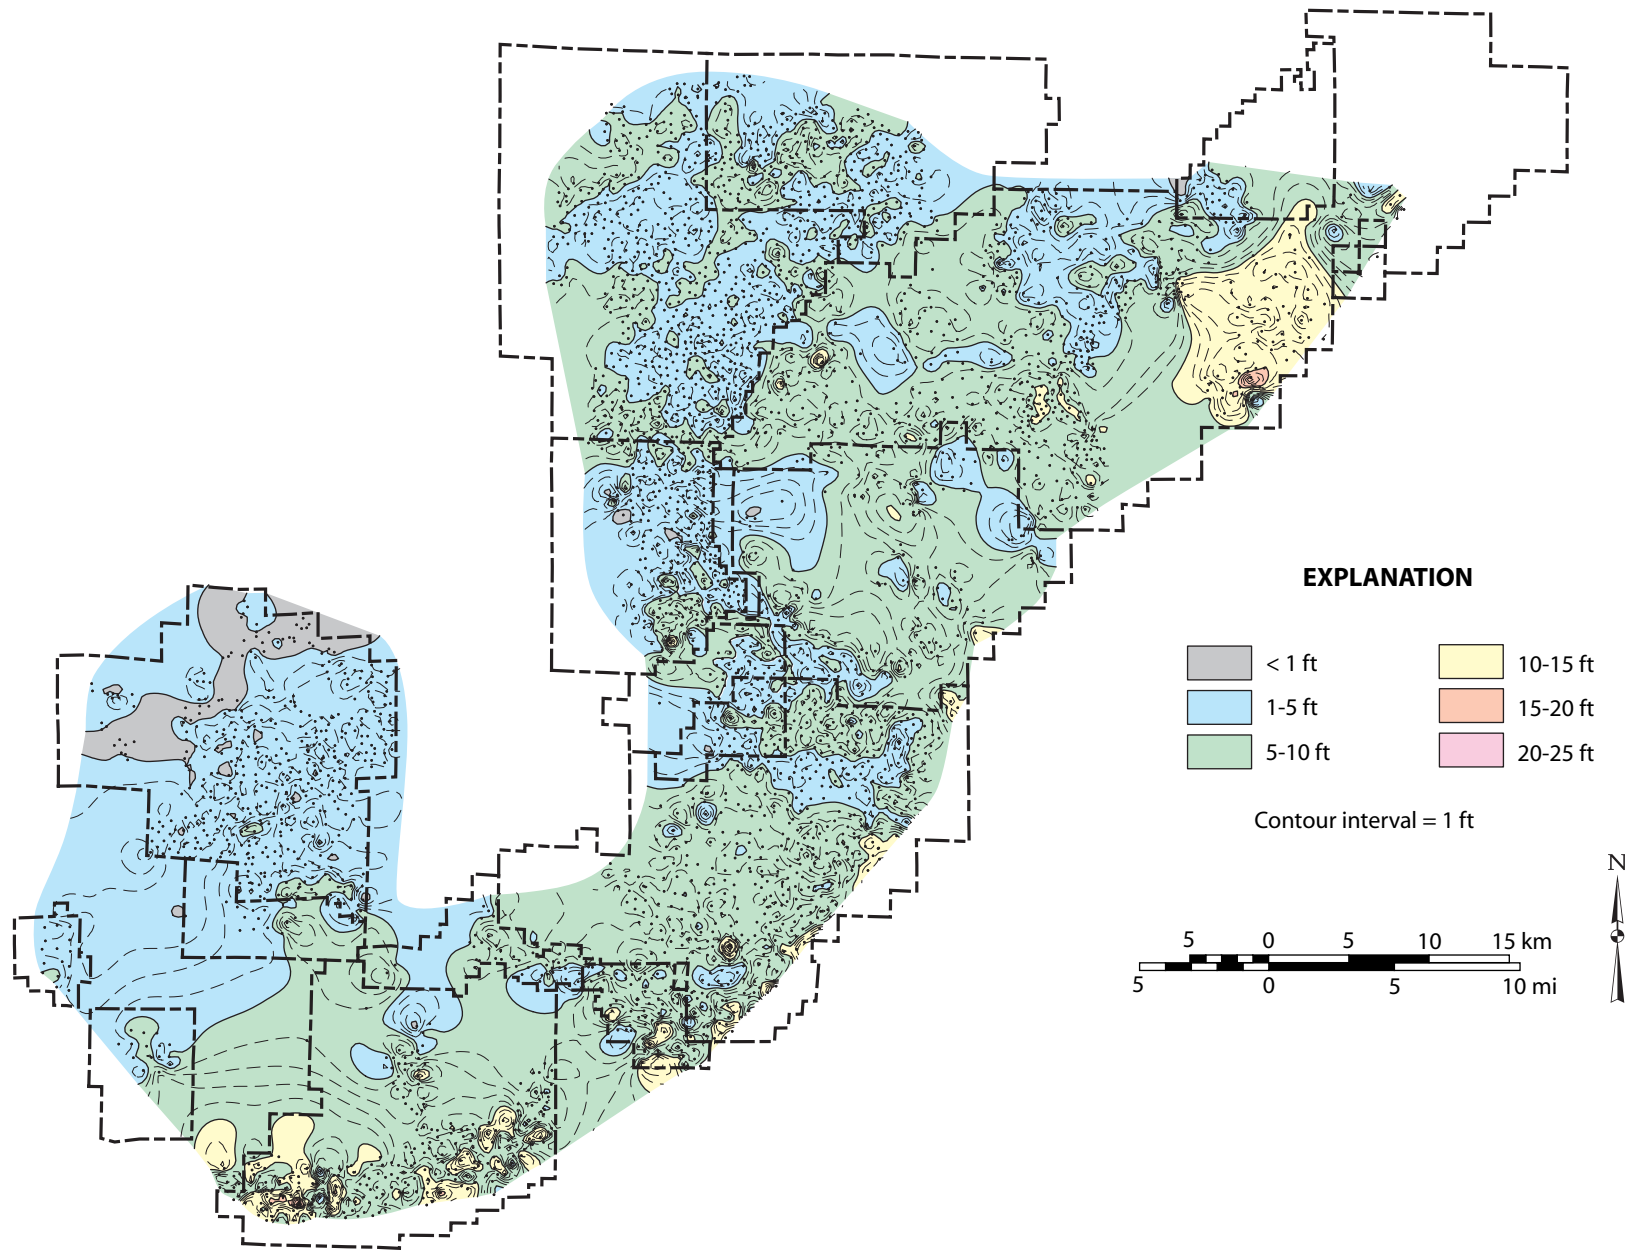 EXPLANATION
< 1 ft
10-15 ft
1-5 ft
15-20 ft
5-10 ft
20-25 ft
Contour interval = 1 ft
N
5 0 5 10 15 km
5 0 5 10 mi